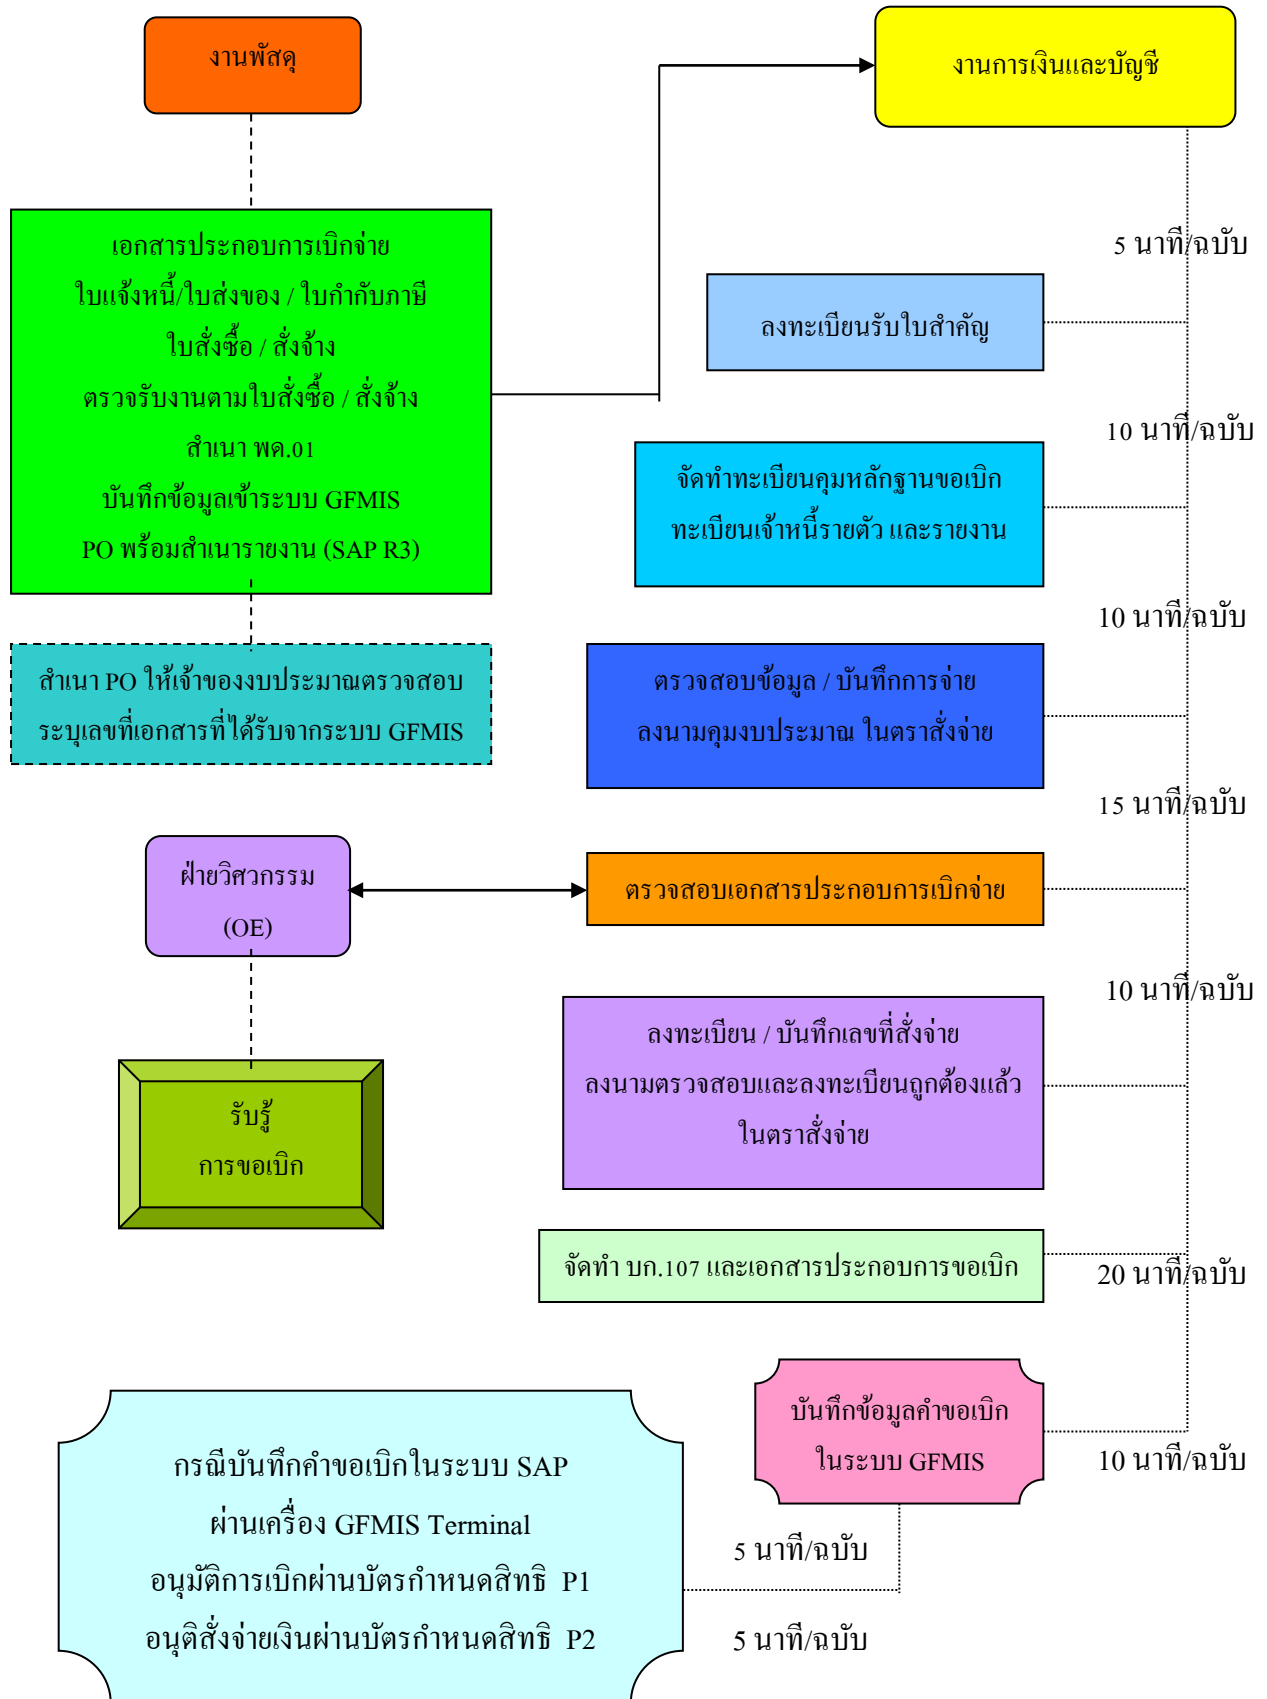 งานพัสดุ
งานการเงินและบัญชี
เอกสารประกอบการเบิกจ่าย
ใบแจ้งหนี้/ใบส่งของ / ใบกำกับภาษี
ใบสั่งซื้อ / สั่งจ้าง
ตรวจรับงานตามใบสั่งซื้อ / สั่งจ้าง
สำเนา พด.01
บันทึกข้อมูลเข้าระบบ GFMIS
PO พร้อมสำเนารายงาน (SAP R3)
5 นาที/ฉบับ
ลงทะเบียนรับใบสำคัญ
10 นาที/ฉบับ
จัดทำทะเบียนคุมหลักฐานขอเบิก
ทะเบียนเจ้าหนี้รายตัว และรายงาน
10 นาที/ฉบับ
สำเนา PO ให้เจ้าของงบประมาณตรวจสอบ
ระบุเลขที่เอกสารที่ได้รับจากระบบ GFMIS
ตรวจสอบข้อมูล / บันทึกการจ่าย
ลงนามคุมงบประมาณ ในตราสั่งจ่าย
15 นาที/ฉบับ
ฝ่ายวิศวกรรม
(OE)
ตรวจสอบเอกสารประกอบการเบิกจ่าย
10 นาที/ฉบับ
ลงทะเบียน / บันทึกเลขที่สั่งจ่าย
ลงนามตรวจสอบและลงทะเบียนถูกต้องแล้ว
ในตราสั่งจ่าย
รับรู้
การขอเบิก
จัดทำ บก.107 และเอกสารประกอบการขอเบิก
20 นาที/ฉบับ
บันทึกข้อมูลคำขอเบิก
ในระบบ GFMIS
10 นาที/ฉบับ
กรณีบันทึกคำขอเบิกในระบบ SAP
ผ่านเครื่อง GFMIS Terminal
อนุมัติการเบิกผ่านบัตรกำหนดสิทธิ P1
อนุติสั่งจ่ายเงินผ่านบัตรกำหนดสิทธิ P2
5 นาที/ฉบับ
5 นาที/ฉบับ